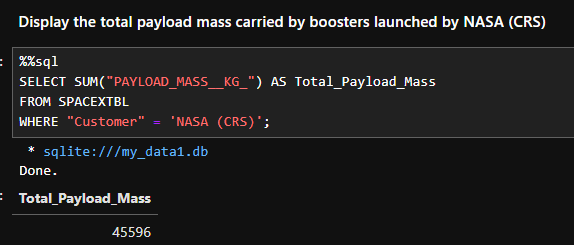 Display the total payload mass carried by boosters launched by NASA (CRS)
:
%%sql
SELECT SUM("PAYLOAD_MASS__KG_") AS Total_Payload_Mass
FROM SPACEXTBL
WHERE "Customer" = 'NASA (CRS)';
* sqlite:///my_data1.db
Done.
:
Total_Payload_Mass
45596